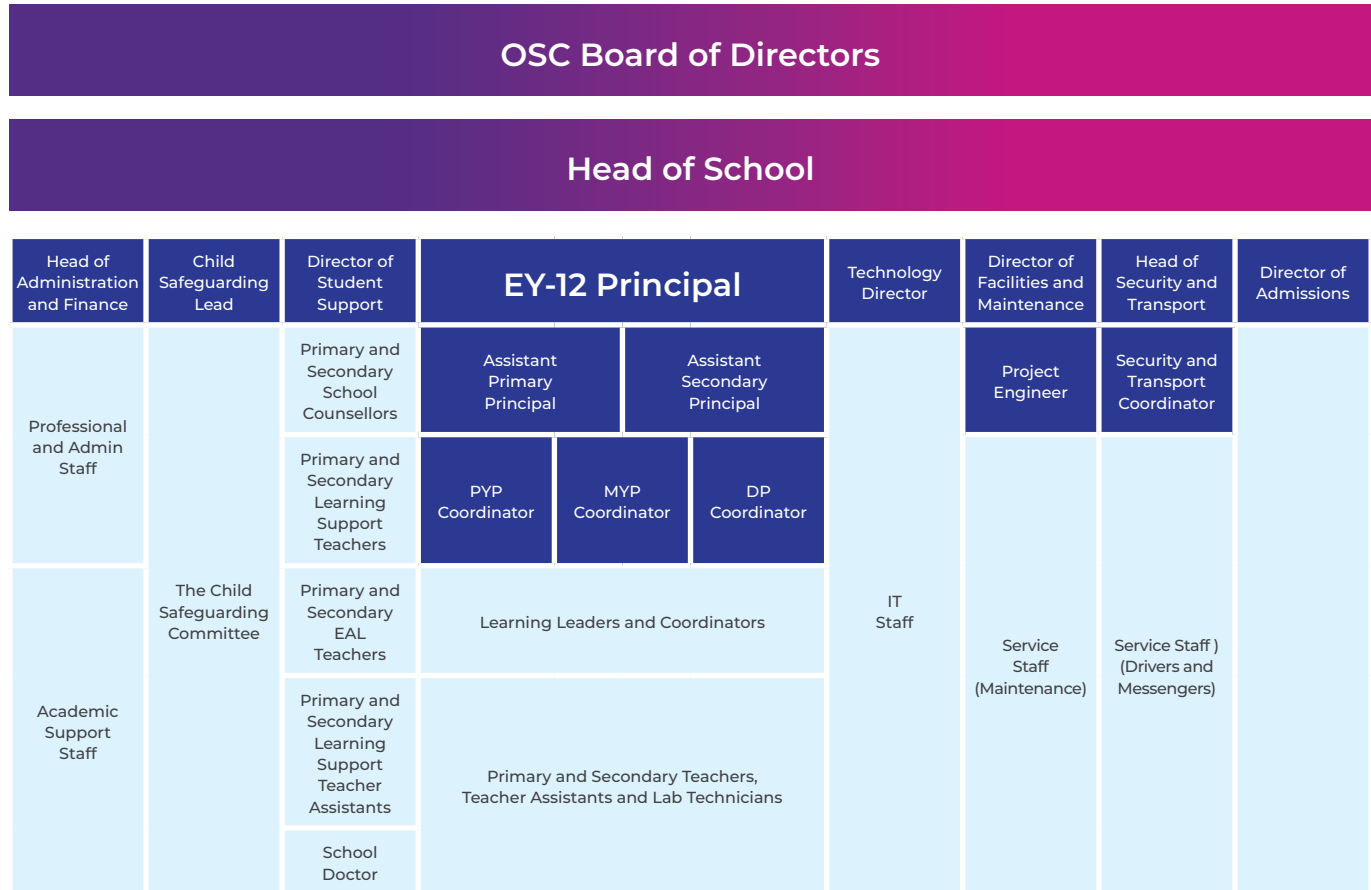 OSC Board of Directors
Head of School
Head of
Administration
and Finance
Child
Safeguarding
Lead
Director of
Student
Support
EY-12 Principal
Technology
Director
Director of
Facilities and
Maintenance
Head of
Security and
Transport
Director of
Admissions
Professional
and Admin
Staff
Academic
Support
Staff
The Child
Safeguarding
Committee
Primary and
Secondary
School
Counsellors
Primary and
Secondary
Learning
Support
Teachers
Primary and
Secondary
EAL
Teachers
Primary and
Secondary
Learning
Support
Teacher
Assistants
School
Doctor
Assistant
Primary
Principal
Assistant
Secondary
Principal
PYP
Coordinator
MYP
Coordinator
DP
Coordinator
Learning Leaders and Coordinators
Primary and Secondary Teachers,
Teacher Assistants and Lab Technicians
IT
Staff
Project
Engineer
Service
Staff
(Maintenance)
Security and
Transport
Coordinator
Service Staff )
(Drivers and
Messengers)